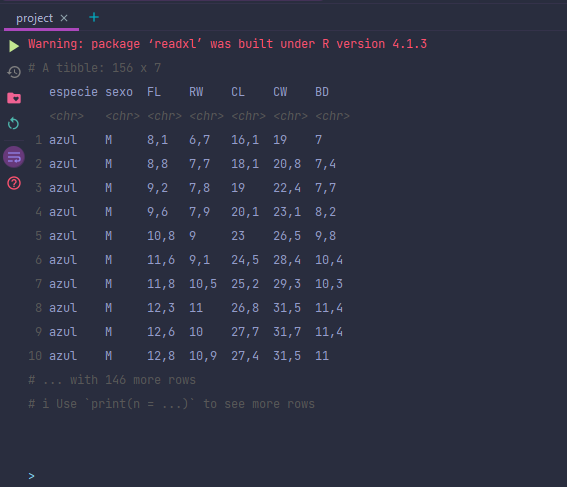 project × +
Warning: package ‘readxl’ was built under R version 4.1.3
# A tibble: 156 x 7
especie sexo FL RW CL CW BD
<chr> <chr> <chr> <chr> <chr> <chr> <chr>
1 azul M 8,1 6,7 16,1 19 7
2 azul M 8,8 7,7 18,1 20,8 7,4
3 azul M 9,2 7,8 19 22,4 7,7
4 azul M 9,6 7,9 20,1 23,1 8,2
5 azul M 10,8 9 23 26,5 9,8
6 azul M 11,6 9,1 24,5 28,4 10,4
7 azul M 11,8 10,5 25,2 29,3 10,3
8 azul M 12,3 11 26,8 31,5 11,4
9 azul M 12,6 10 27,7 31,7 11,4
10 azul M 12,8 10,9 27,4 31,5 11
# ... with 146 more rows
# i Use `print(n = ...)` to see more rows
>